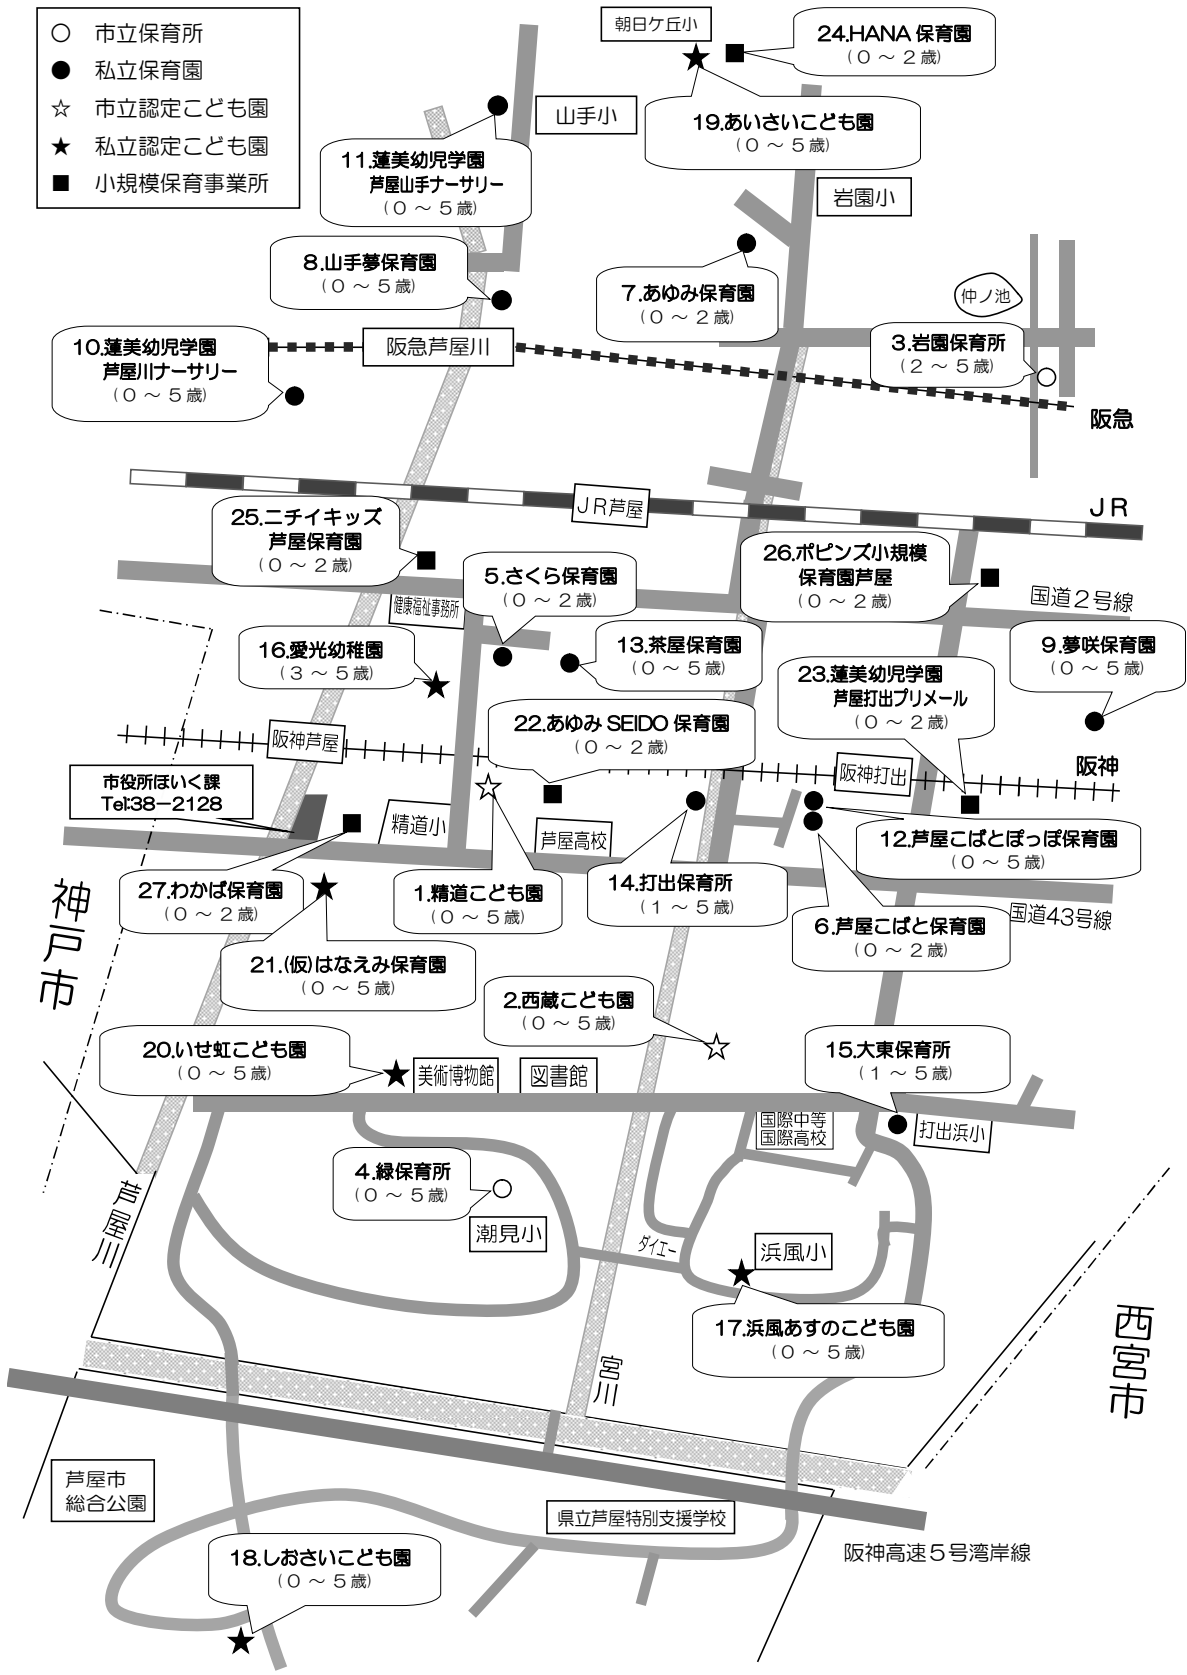 市立保育所
私立保育園
市立認定こども園
私立認定こども園
小規模保育事業所
朝日ケ丘小
24.HANA 保育園
(0 ～ 2 歳)
山手小
19.あいさいこども園
(0 ～ 5 歳)
11.蓮美幼児学園
芦屋山手ナーサリー
(0 ～ 5 歳)
岩園小
8.山手夢保育園
(0 ～ 5 歳)
7.あゆみ保育園
(0 ～ 2 歳)
仲ノ池
10.蓮美幼児学園
芦屋川ナーサリー
(0 ～ 5 歳)
阪急芦屋川
3.岩園保育所
(2 ～ 5 歳)
阪急
JR芦屋
JR
25.ニチイキッズ
芦屋保育園
(0 ～ 2 歳)
5.さくら保育園
(0 ～ 2 歳)
26.ポピンズ小規模
保育園芦屋
(0 ～ 2 歳)
国道2号線
健康福祉事務所
16.愛光幼稚園
(3 ～ 5 歳)
13.茶屋保育園
(0 ～ 5 歳)
9.夢咲保育園
(0 ～ 5 歳)
23.蓮美幼児学園
芦屋打出プリメール
(0 ～ 2 歳)
22.あゆみ SEIDO 保育園
(0 ～ 2 歳)
阪神芦屋
阪神打出
阪神
市役所ほいく課
Tel:38－2128
精道小
芦屋高校
12.芦屋こばとぽっぽ保育園
(0 ～ 5 歳)
27.わかば保育園
(0 ～ 2 歳)
1.精道こども園
(0 ～ 5 歳)
14.打出保育所
(1 ～ 5 歳)
国道43号線
6.芦屋こばと保育園
(0 ～ 2 歳)
神戸市
21.(仮)はなえみ保育園
(0 ～ 5 歳)
2.西蔵こども園
(0 ～ 5 歳)
20.いせ虹こども園
(0 ～ 5 歳)
美術博物館
図書館
15.大東保育所
(1 ～ 5 歳)
国際中等
国際高校
打出浜小
4.緑保育所
(0 ～ 5 歳)
芦屋川
潮見小
ダイエー
浜風小
17.浜風あすのこども園
(0 ～ 5 歳)
西宮市
宮川
芦屋市
総合公園
県立芦屋特別支援学校
阪神高速5号湾岸線
18.しおさいこども園
(0 ～ 5 歳)